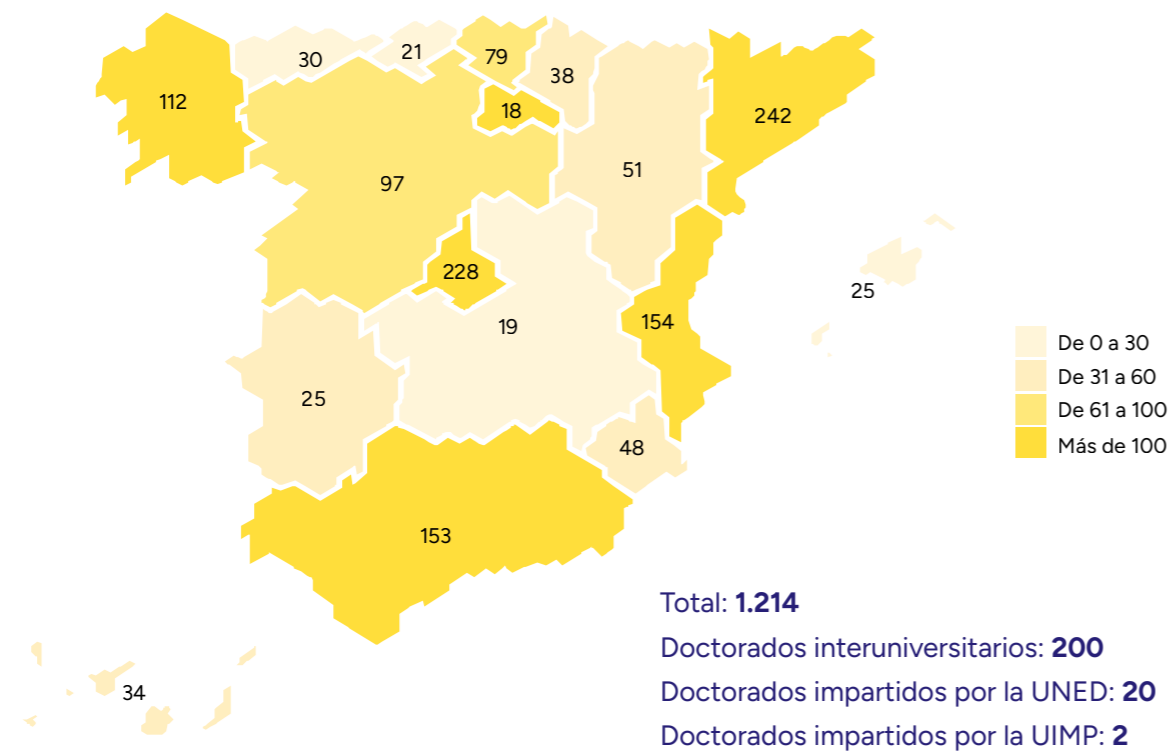 30
21
79
38
112
18
242
51
97
228
25
19
154
De 0 a 30
De 31 a 60
De 61 a 100
Más de 100
25
48
153
Total: 1.214
Doctorados interuniversitarios: 200
34
Doctorados impartidos por la UNED: 20
Doctorados impartidos por la UIMP: 2